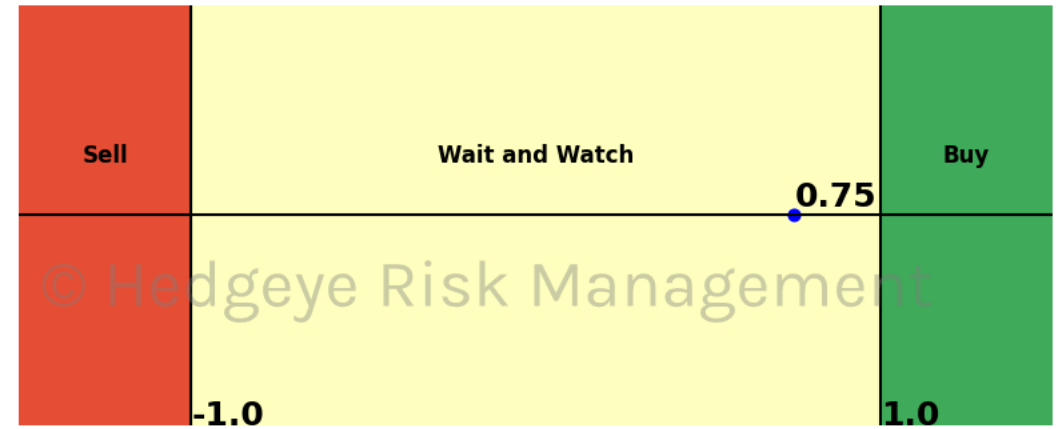 Sell
Wait and Watch
Buy
0.75
© Hedgeye Risk Management
-1.0
1.0